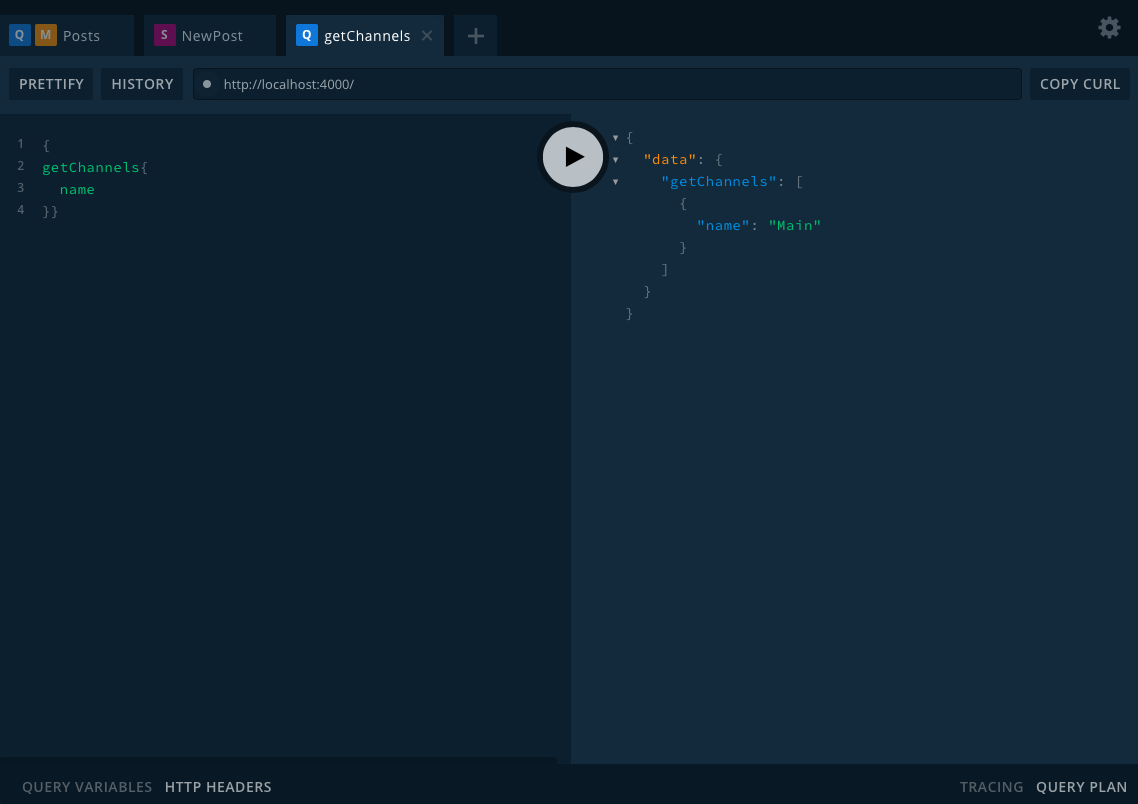 Q M Posts S NewPost Q getChannels
PRETTIFY HISTORY http://localhost:4000/ COPY CURL
1 {
2 getChannels{
3 name
4 }}
{
"data": {
"getChannels": [
{
"name": "Main"
}
]
}
}
QUERY VARIABLES HTTP HEADERS TRACING QUERY PLAN